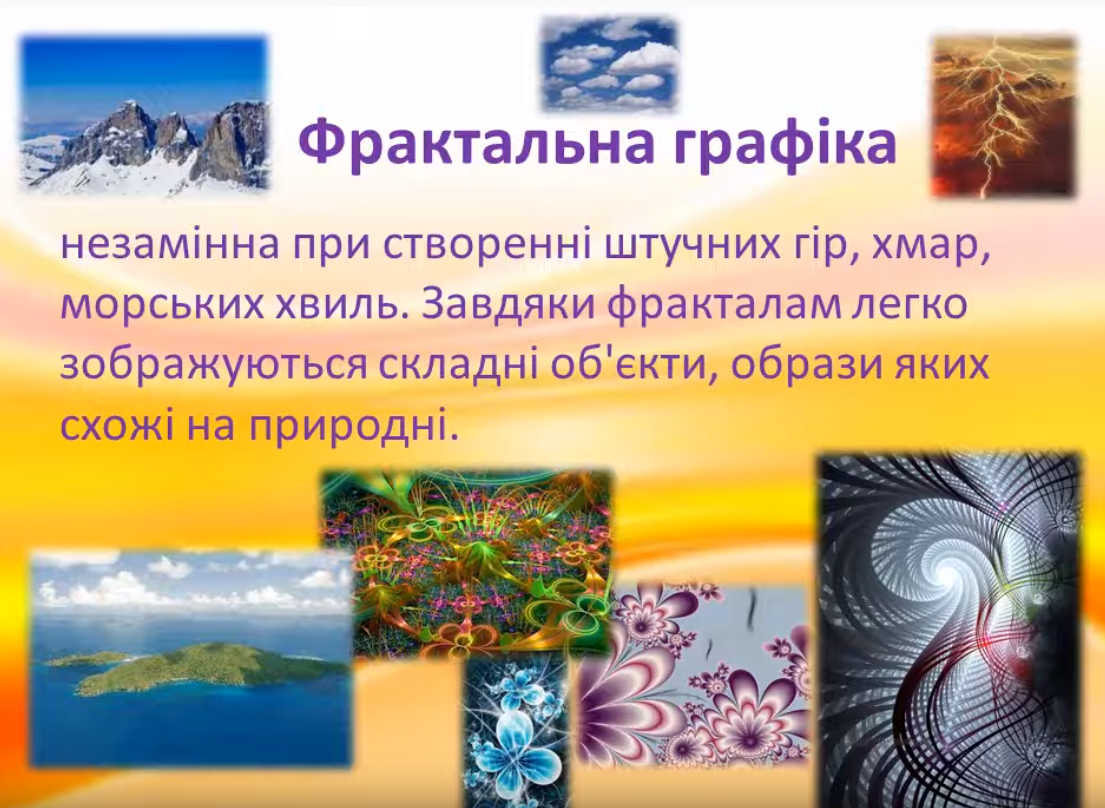 Фрактальна графіка
незамінна при створенні штучних гір, хмар,
морських хвиль. Завдяки фракталам легко
зображуються складні об'єкти, образи яких
схожі на природні.